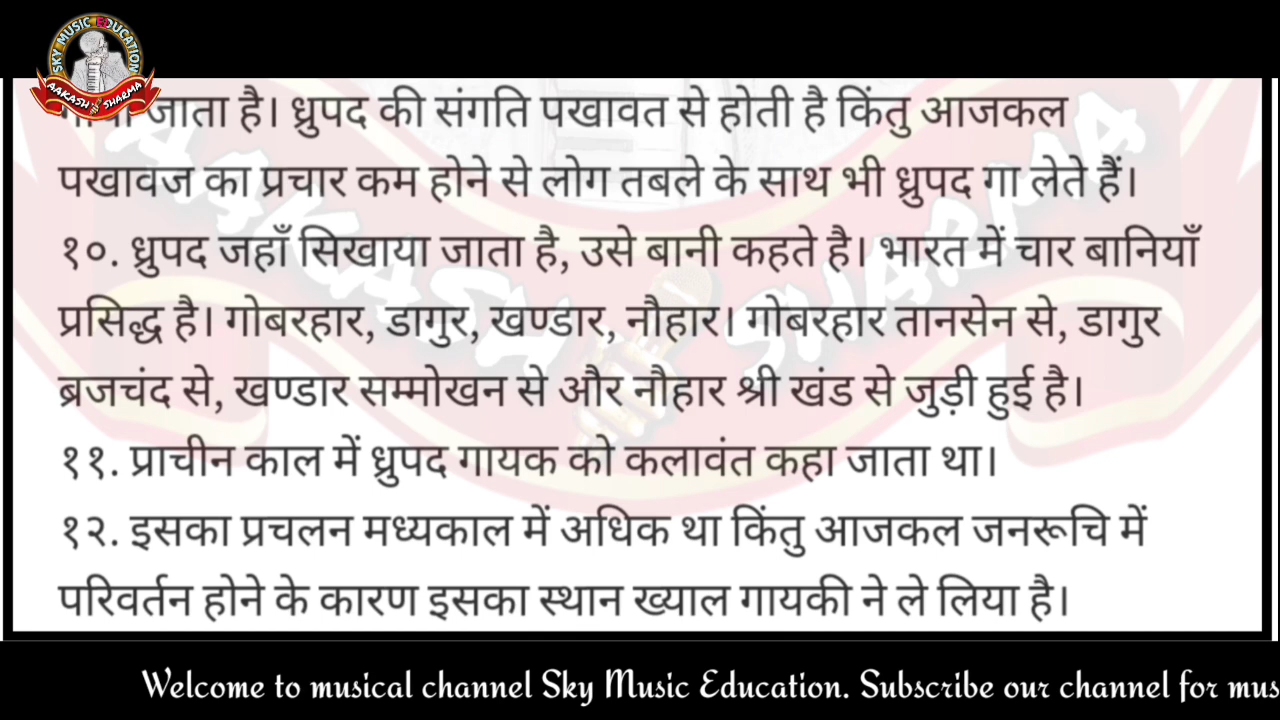 SKY MUSIC EDUCATION
AAKASH SHARMA
जाता है। ध्रुपद की संगति पखावत से होती है किंतु आजकल
पखावज का प्रचार कम होने से लोग तबले के साथ भी ध्रुपद गा लेते हैं।
१०. ध्रुपद जहाँ सिखाया जाता है, उसे बानी कहते है। भारत में चार बानियाँ
प्रसिद्ध है। गोबरहार, डागुर, खण्डार, नौहार। गोबरहार तानसेन से, डागुर
ब्रजचंद से, खण्डार सम्मोखन से और नौहार श्री खंड से जुड़ी हुई है।
११. प्राचीन काल में ध्रुपद गायक को कलावंत कहा जाता था।
१२. इसका प्रचलन मध्यकाल में अधिक था किंतु आजकल जनरूचि में
परिवर्तन होने के कारण इसका स्थान ख्याल गायकी ने ले लिया है।
AAKASH SHARMA
Welcome to musical channel Sky Music Education. Subscribe our channel for mus